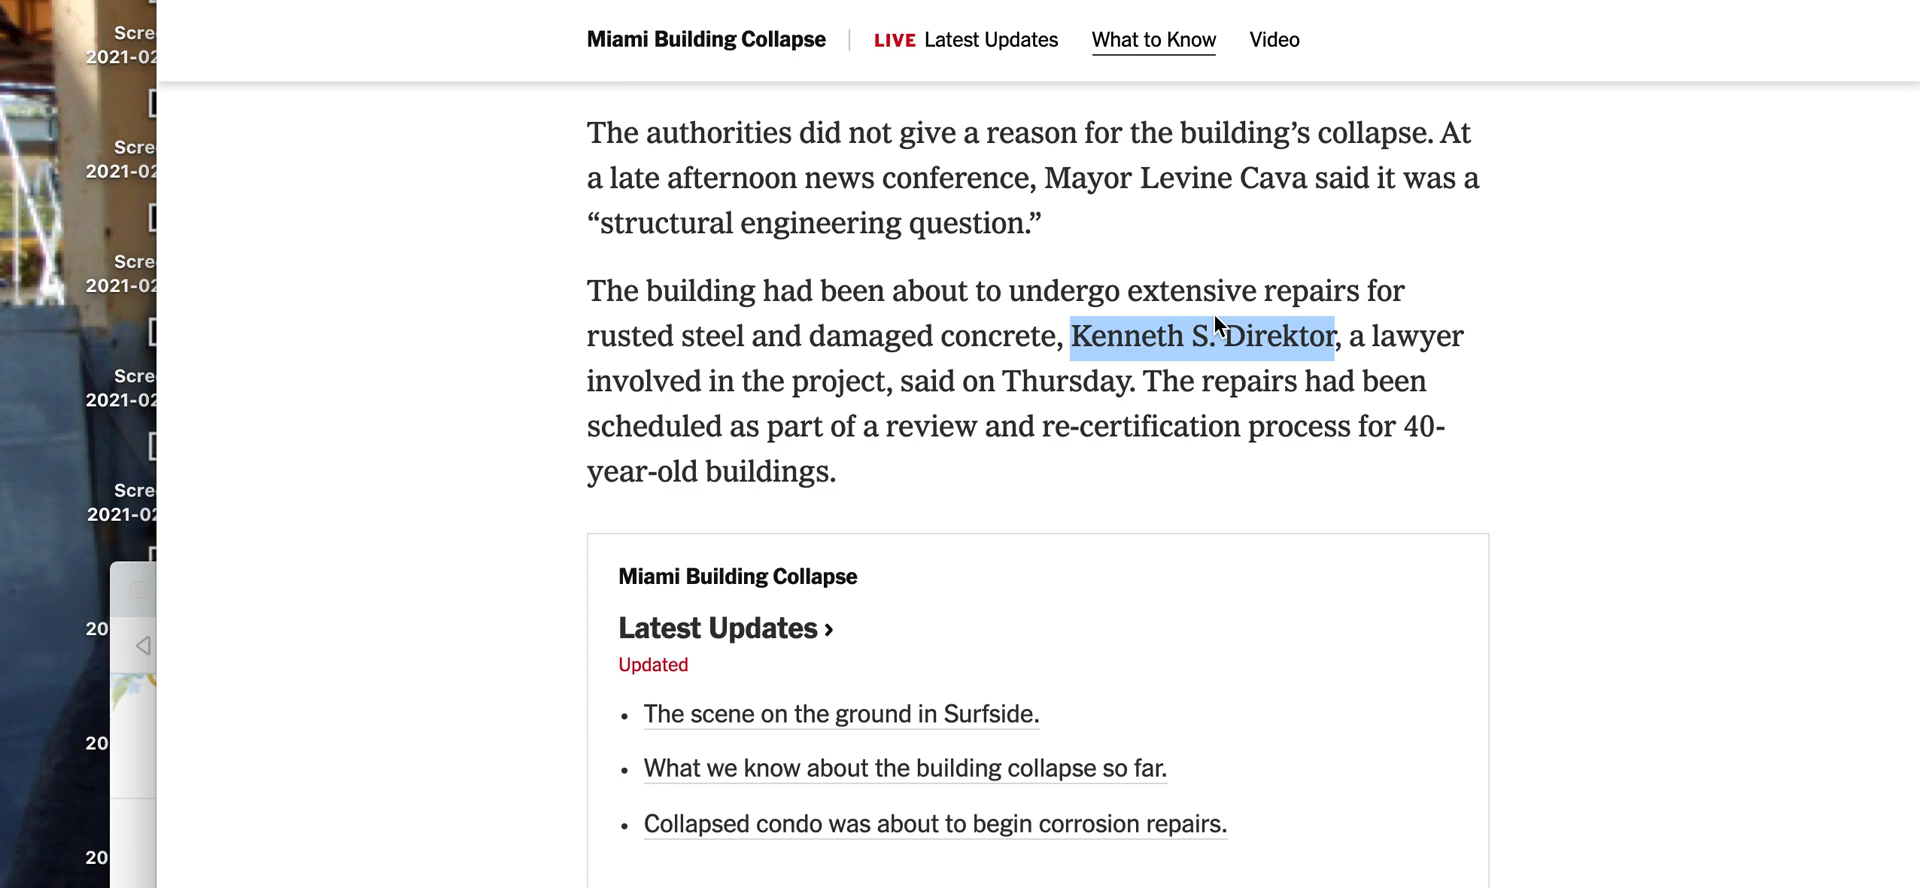 Miami Building Collapse LIVE Latest Updates What to Know Video
Scre
2021-02
Scre
2021-02
Scre
2021-02
Scre
2021-02
Scre
2021-02
20
20
20
The authorities did not give a reason for the building’s collapse. At
a late afternoon news conference, Mayor Levine Cava said it was a
“structural engineering question.”
The building had been about to undergo extensive repairs for
rusted steel and damaged concrete, Kenneth S. Direktor, a lawyer
involved in the project, said on Thursday. The repairs had been
scheduled as part of a review and re-certification process for 40-
year-old buildings.
Miami Building Collapse
Latest Updates ›
Updated
• The scene on the ground in Surfside.
• What we know about the building collapse so far.
• Collapsed condo was about to begin corrosion repairs.